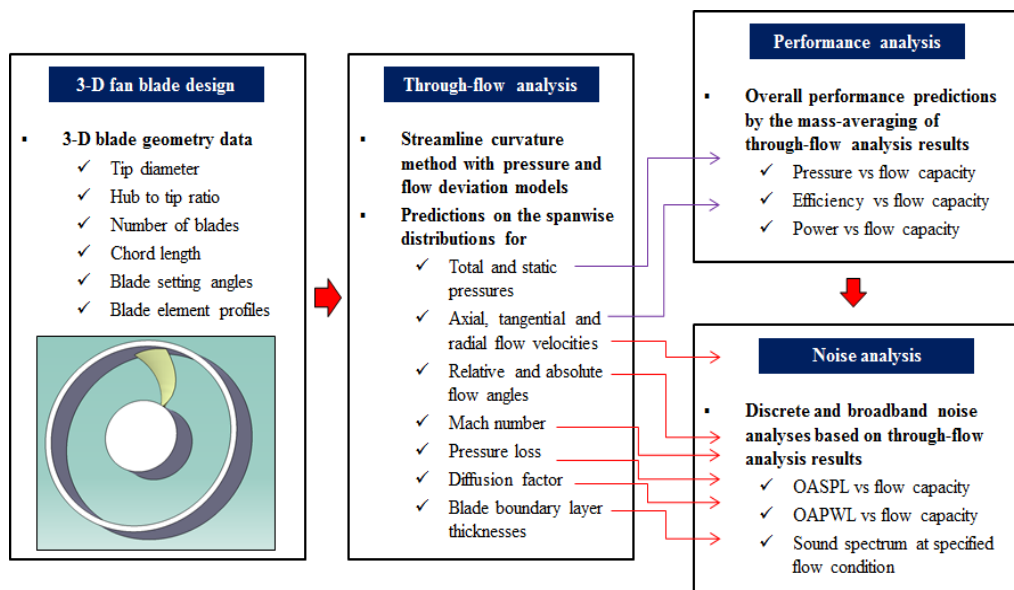 3-D fan blade design
▪ 3-D blade geometry data
✓ Tip diameter
✓ Hub to tip ratio
✓ Number of blades
✓ Chord length
✓ Blade setting angles
✓ Blade element profiles
Through-flow analysis
▪ Streamline curvature
method with pressure and
flow deviation models
▪ Predictions on the spanwise
distributions for
✓ Total and static
pressures
✓ Axial, tangential and
radial flow velocities
✓ Relative and absolute
flow angles
✓ Mach number
✓ Pressure loss
✓ Diffusion factor
✓ Blade boundary layer
thicknesses
Performance analysis
▪ Overall performance predictions
by the mass-averaging of
through-flow analysis results
✓ Pressure vs flow capacity
✓ Efficiency vs flow capacity
✓ Power vs flow capacity
Noise analysis
▪ Discrete and broadband noise
analyses based on through-flow
analysis results
✓ OASPL vs flow capacity
✓ OAPWL vs flow capacity
✓ Sound spectrum at specified
flow condition